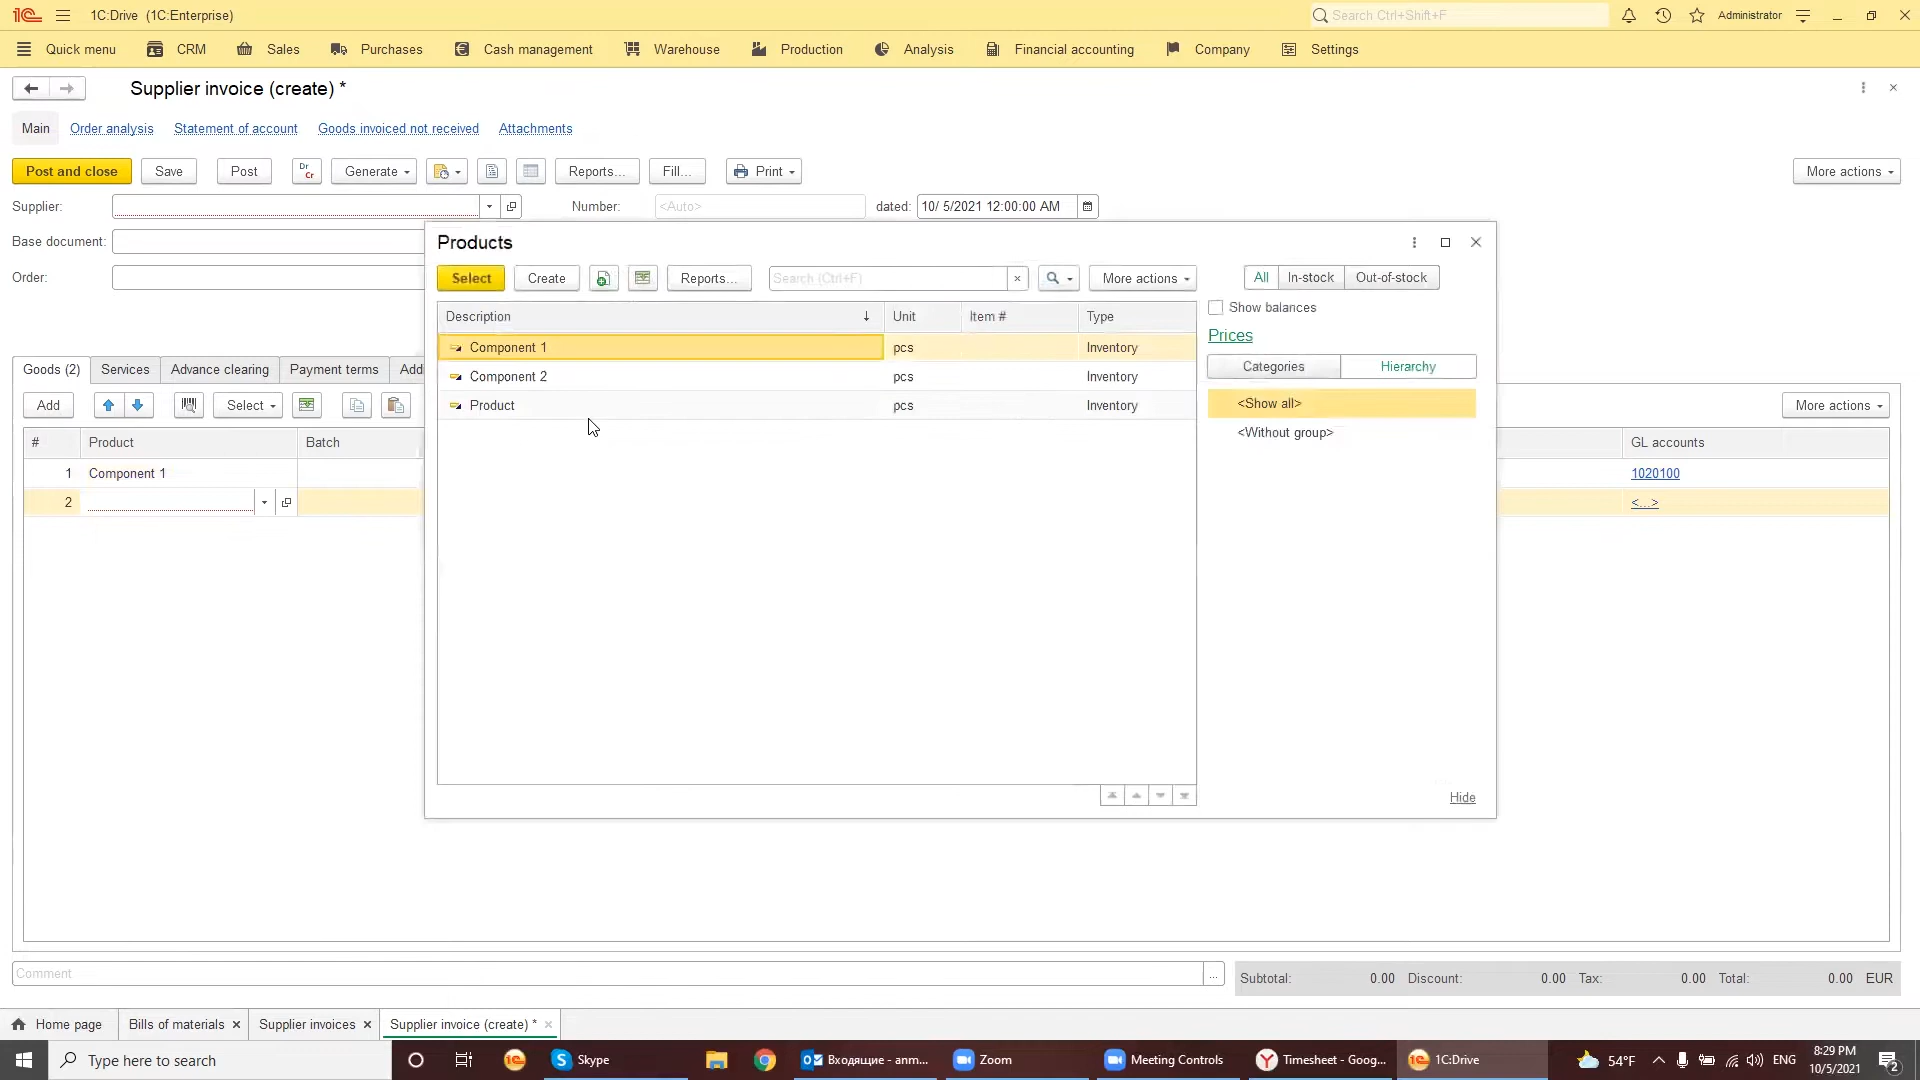 1C:Drive (1C:Enterprise)
Search Ctrl+Shift+F
Administrator
Quick menu
CRM
Sales
Purchases
Cash management
Warehouse
Production
Analysis
Financial accounting
Company
Settings
Supplier invoice (create) *
Main
Order analysis
Statement of account
Goods invoiced not received
Attachments
Post and close
Save
Post
Dr
Cr
Generate
Reports...
Fill...
Print
More actions
Supplier:
Number:
<Auto>
dated:
10/ 5/2021 12:00:00 AM
Base document:
Order:
Products
Select
Create
Reports...
Search (Ctrl+F)
More actions
All
In-stock
Out-of-stock
Show balances
Prices
Categories
Hierarchy
<Show all>
<Without group>
Description
Unit
Item #
Type
Component 1
pcs
Inventory
Component 2
pcs
Inventory
Product
pcs
Inventory
Hide
Goods (2)
Services
Advance clearing
Payment terms
Add
Select
More actions
#
Product
Batch
GL accounts
1
Component 1
1020100
2
<...>
Comment
...
Subtotal:
0.00
Discount:
0.00
Tax:
0.00
Total:
0.00
EUR
Home page
Bills of materials
Supplier invoices
Supplier invoice (create) *
Type here to search
Skype
Входящие - anm...
Zoom
Meeting Controls
Timesheet - Goog...
1C:Drive
54°F
ENG
8:29 PM
10/5/2021
2